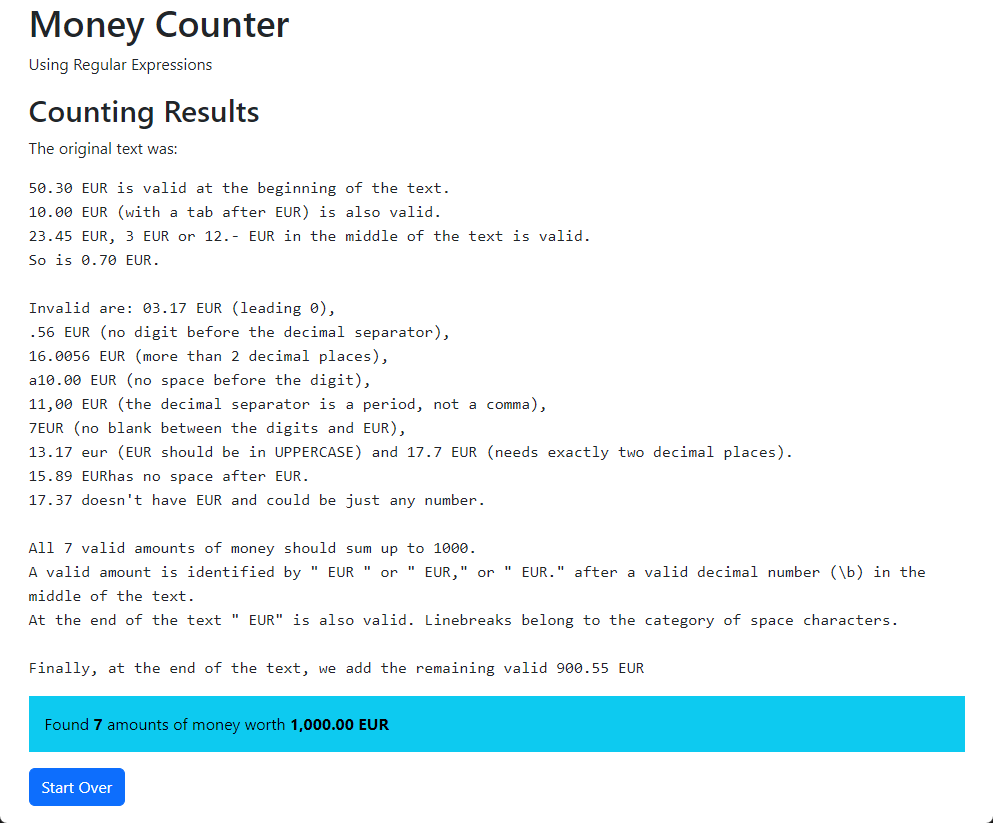 Money Counter
Using Regular Expressions
Counting Results
The original text was:
50.30 EUR is valid at the beginning of the text.
10.00 EUR (with a tab after EUR) is also valid.
23.45 EUR, 3 EUR or 12.- EUR in the middle of the text is valid.
So is 0.70 EUR.
Invalid are: 03.17 EUR (leading 0),
.56 EUR (no digit before the decimal separator),
16.0056 EUR (more than 2 decimal places),
a10.00 EUR (no space before the digit),
11,00 EUR (the decimal separator is a period, not a comma),
7EUR (no blank between the digits and EUR),
13.17 eur (EUR should be in UPPERCASE) and 17.7 EUR (needs exactly two decimal places).
15.89 EURhas no space after EUR.
17.37 doesn't have EUR and could be just any number.
All 7 valid amounts of money should sum up to 1000.
A valid amount is identified by " EUR " or " EUR," or " EUR." after a valid decimal number (\b) in the
middle of the text.
At the end of the text " EUR" is also valid. Linebreaks belong to the category of space characters.
Finally, at the end of the text, we add the remaining valid 900.55 EUR
Found 7 amounts of money worth 1,000.00 EUR
Start Over